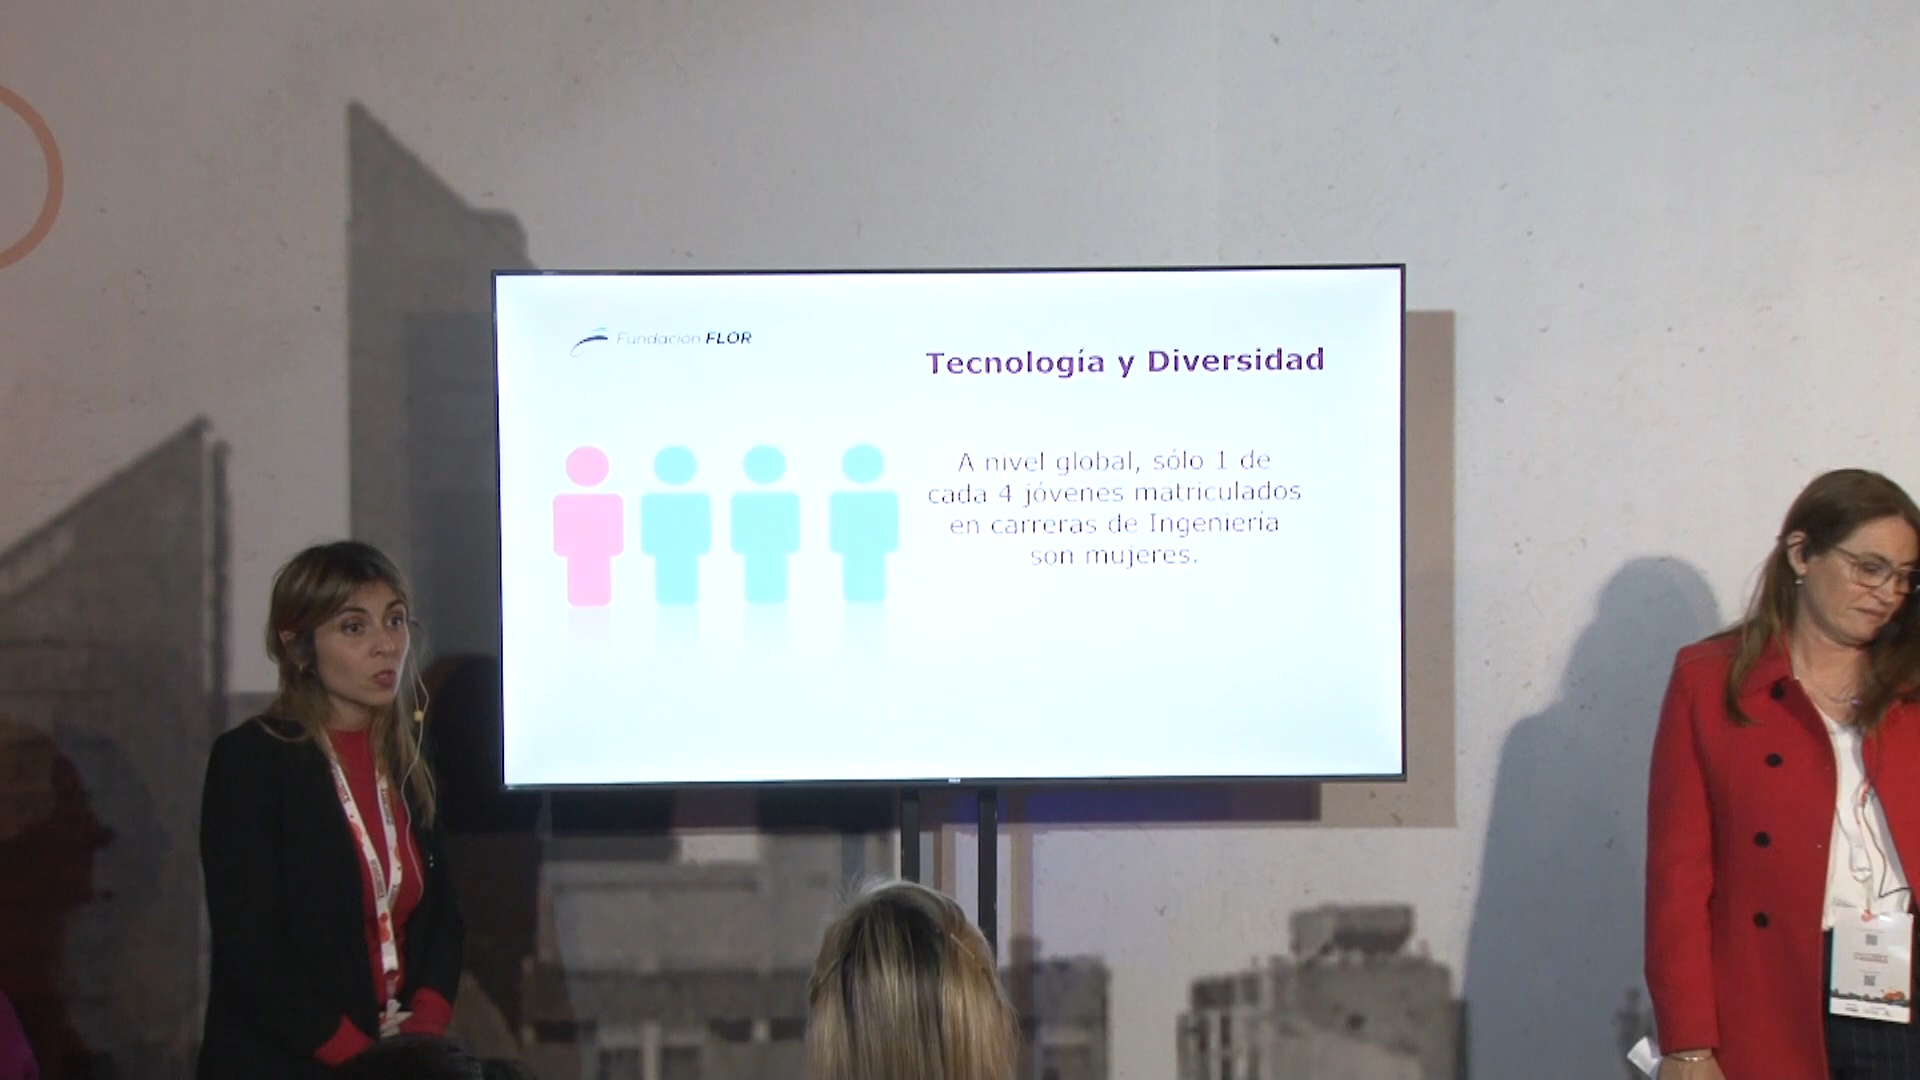 Fundación FLOR
Tecnología y Diversidad
A nivel global, sólo 1 de
cada 4 jóvenes matriculados
en carreras de Ingeniería
son mujeres.